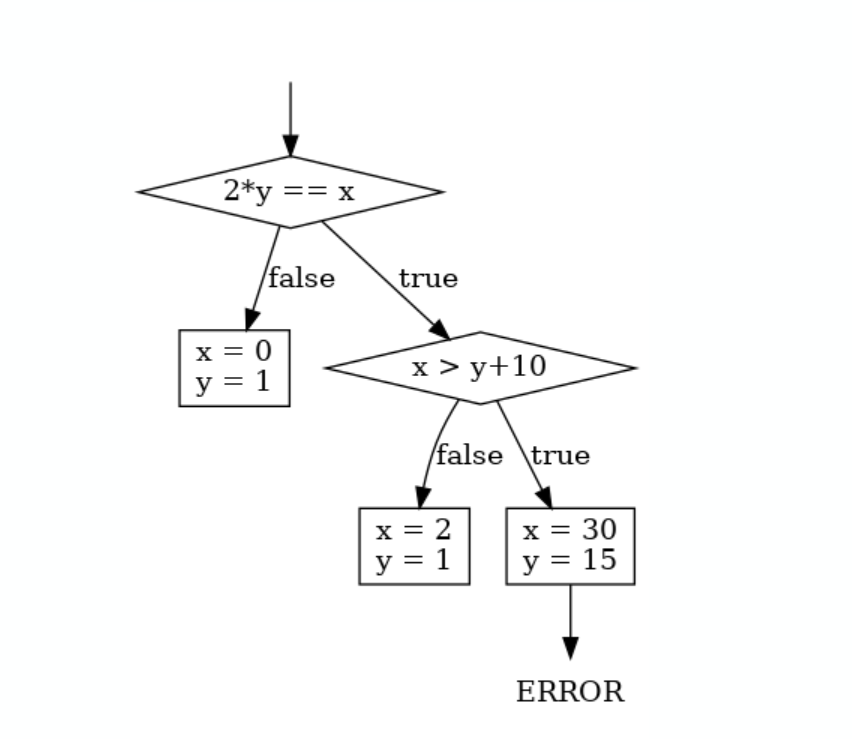 2*y == x
false
true
x = 0
y = 1
x > y+10
false
true
x = 2
y = 1
x = 30
y = 15
ERROR